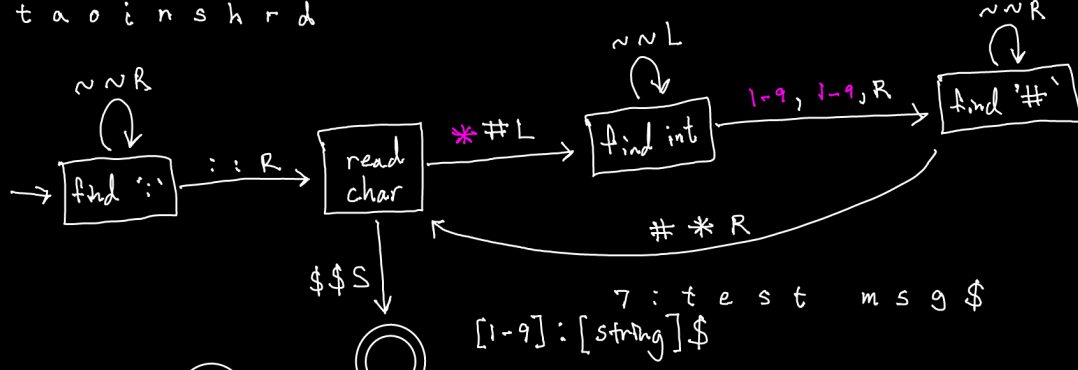 t a o i n s h r d
~ ~ R
~ ~ L
~ ~ R
find ':'
: : R
read
char
* # L
find int
1-9, 1-9, R
find '#'
# * R
$ $ S
7 : t e s t m s g $
[1-9] : [string] $